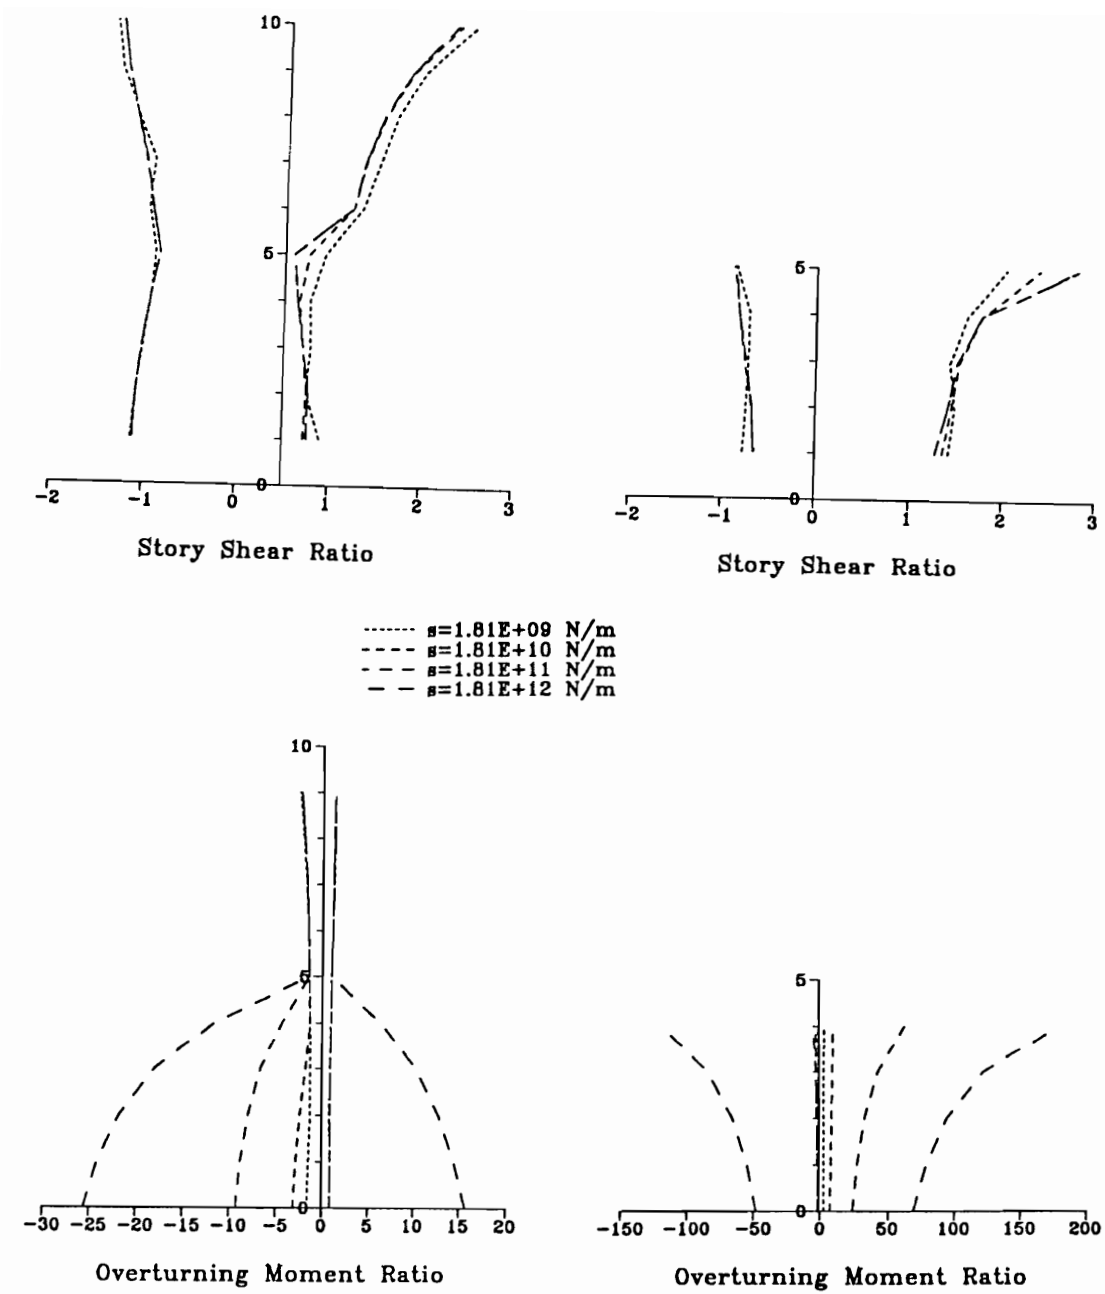 10
5
0
-2 -1 0 1 2 3
Story Shear Ratio
5
0
-2 -1 0 1 2 3
Story Shear Ratio
s=1.81E+09 N/m
s=1.81E+10 N/m
s=1.81E+11 N/m
s=1.81E+12 N/m
10
5
0
-30 -25 -20 -15 -10 -5 0 5 10 15 20
Overturning Moment Ratio
5
0
-150 -100 -50 0 50 100 150 200
Overturning Moment Ratio